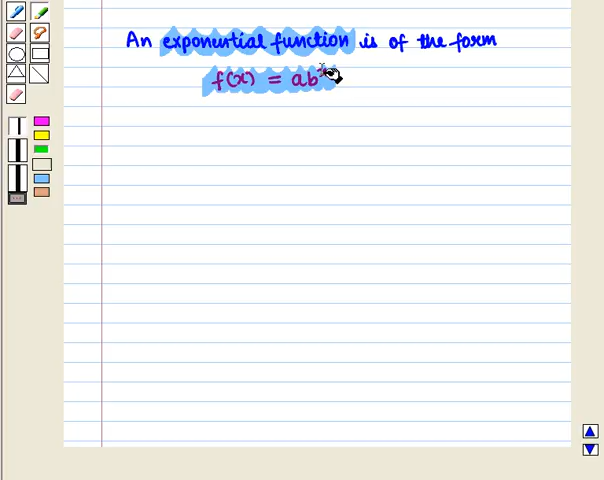 An exponential function is of the form
f(x) = ab^x